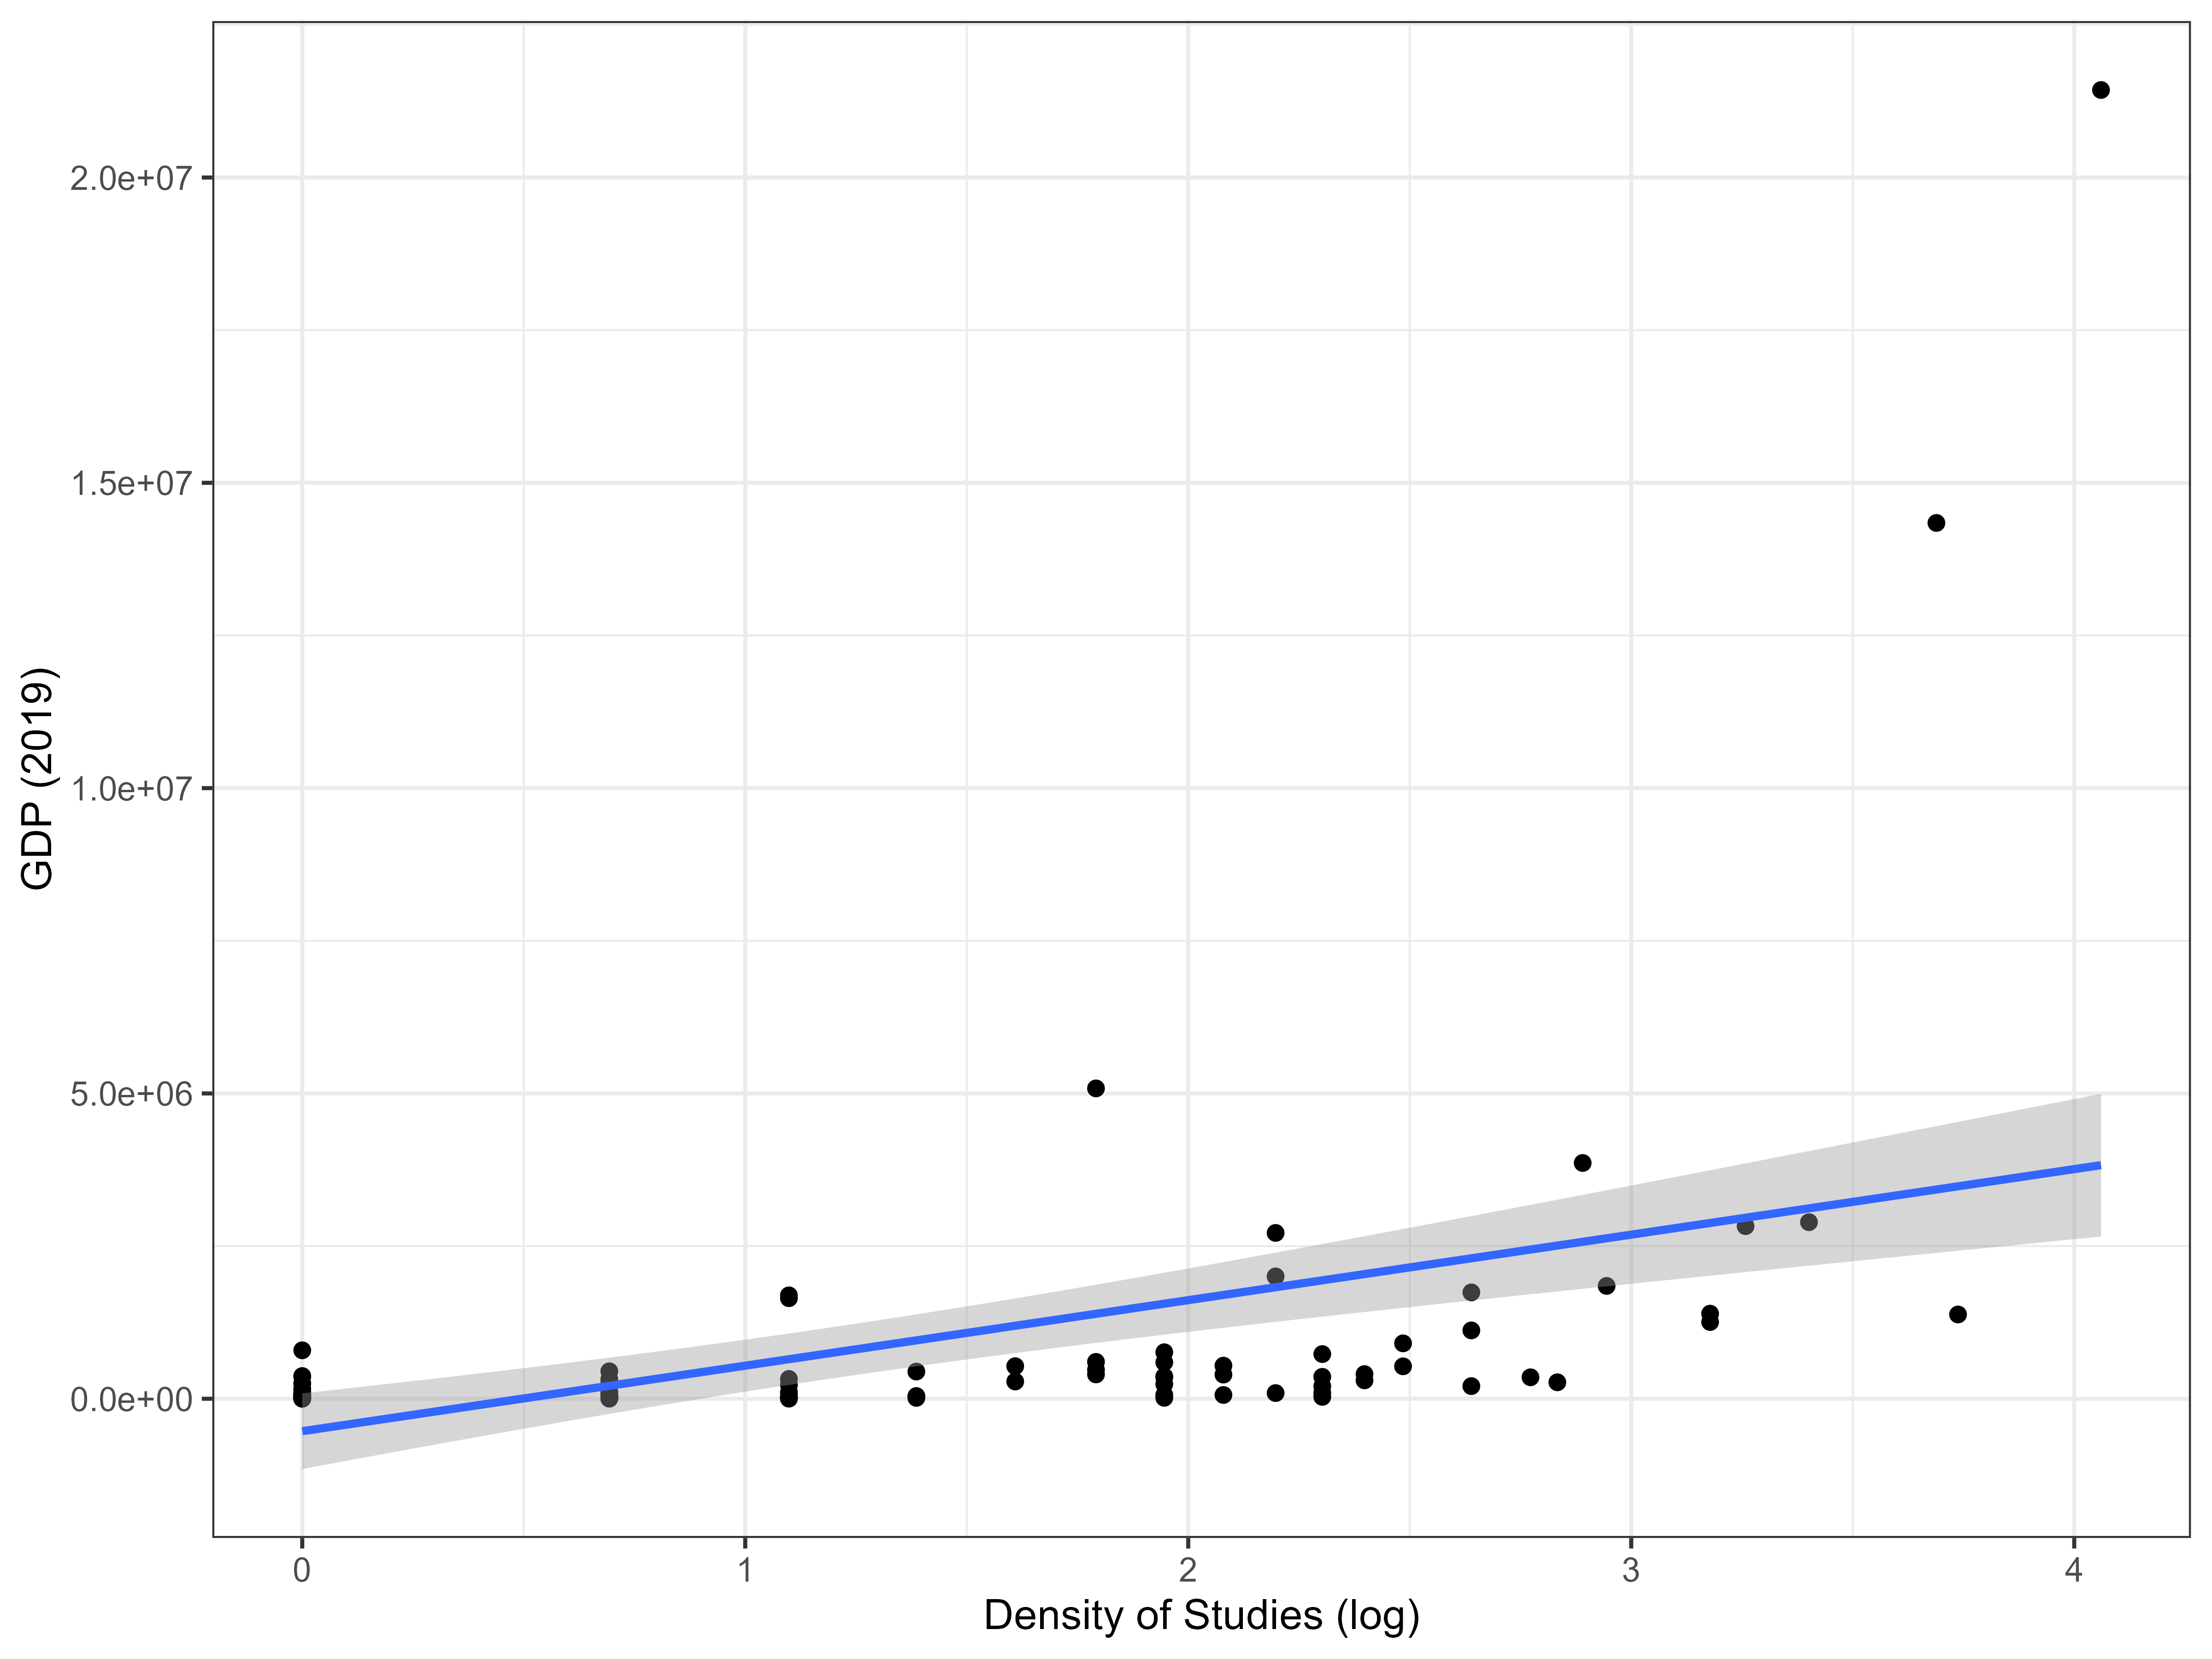 GDP (2019)
2.0e+07
1.5e+07
1.0e+07
5.0e+06
0.0e+00
0 1 2 3 4
Density of Studies (log)